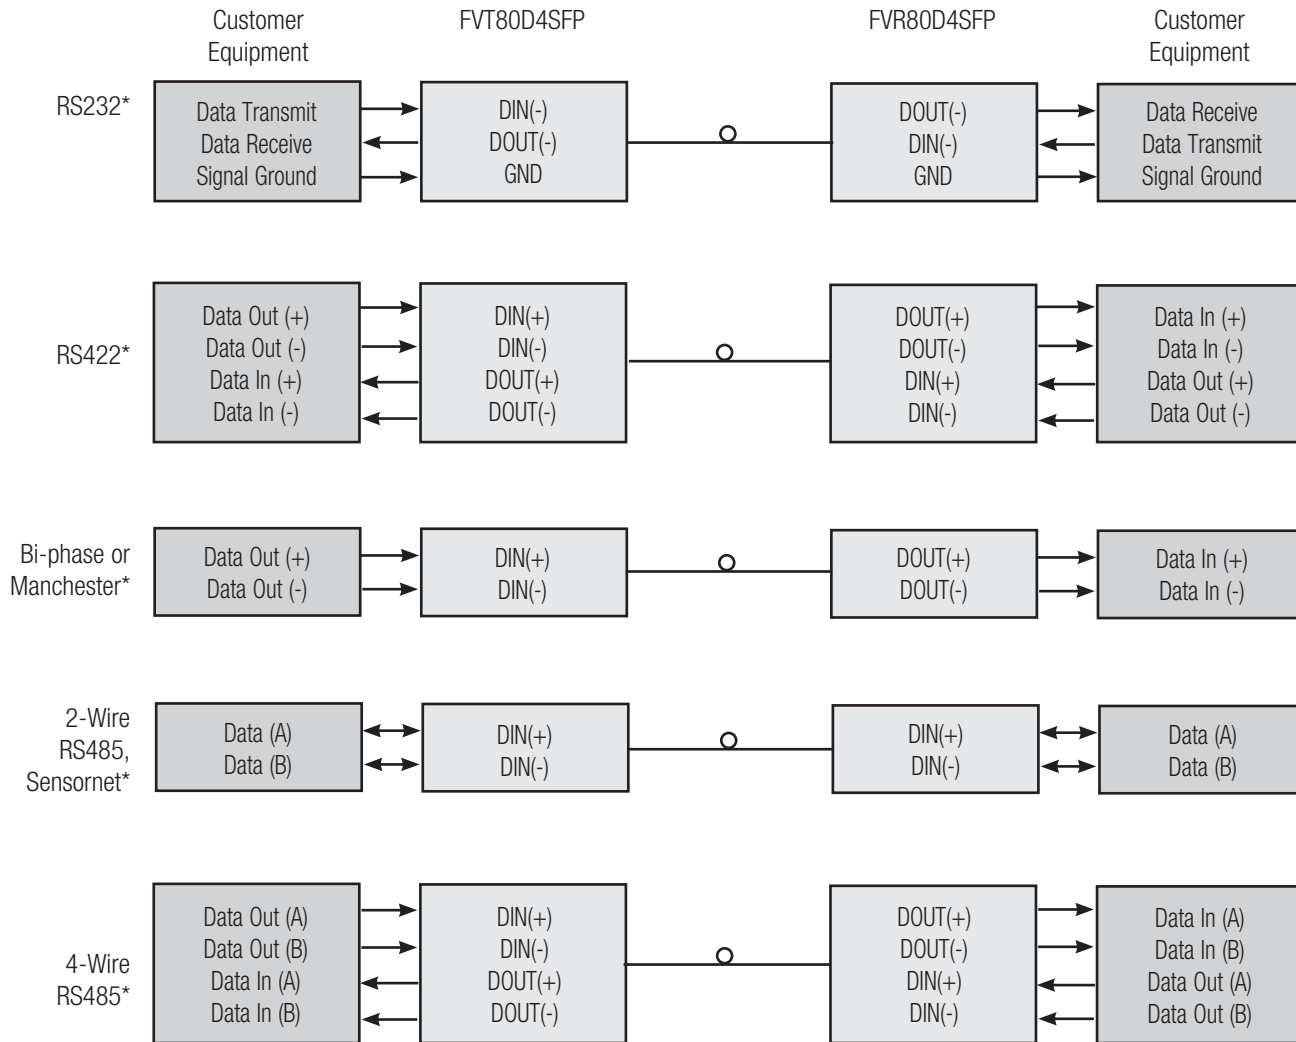 Customer
Equipment
FVT80D4SFP
FVR80D4SFP
Customer
Equipment
RS232*
Data Transmit
Data Receive
Signal Ground
DIN(-)
DOUT(-)
GND
DOUT(-)
DIN(-)
GND
Data Receive
Data Transmit
Signal Ground
RS422*
Data Out (+)
Data Out (-)
Data In (+)
Data In (-)
DIN(+)
DIN(-)
DOUT(+)
DOUT(-)
DOUT(+)
DOUT(-)
DIN(+)
DIN(-)
Data In (+)
Data In (-)
Data Out (+)
Data Out (-)
Bi-phase or
Manchester*
Data Out (+)
Data Out (-)
DIN(+)
DIN(-)
DOUT(+)
DOUT(-)
Data In (+)
Data In (-)
2-Wire
RS485,
Sensornet*
Data (A)
Data (B)
DIN(+)
DIN(-)
DIN(+)
DIN(-)
Data (A)
Data (B)
4-Wire
RS485*
Data Out (A)
Data Out (B)
Data In (A)
Data In (B)
DIN(+)
DIN(-)
DOUT(+)
DOUT(-)
DOUT(+)
DOUT(-)
DIN(+)
DIN(-)
Data In (A)
Data In (B)
Data Out (A)
Data Out (B)